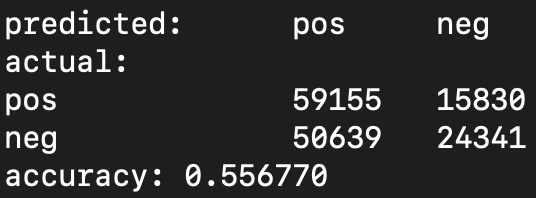 predicted:      pos     neg
actual:
pos             59155   15830
neg             50639   24341
accuracy: 0.556770